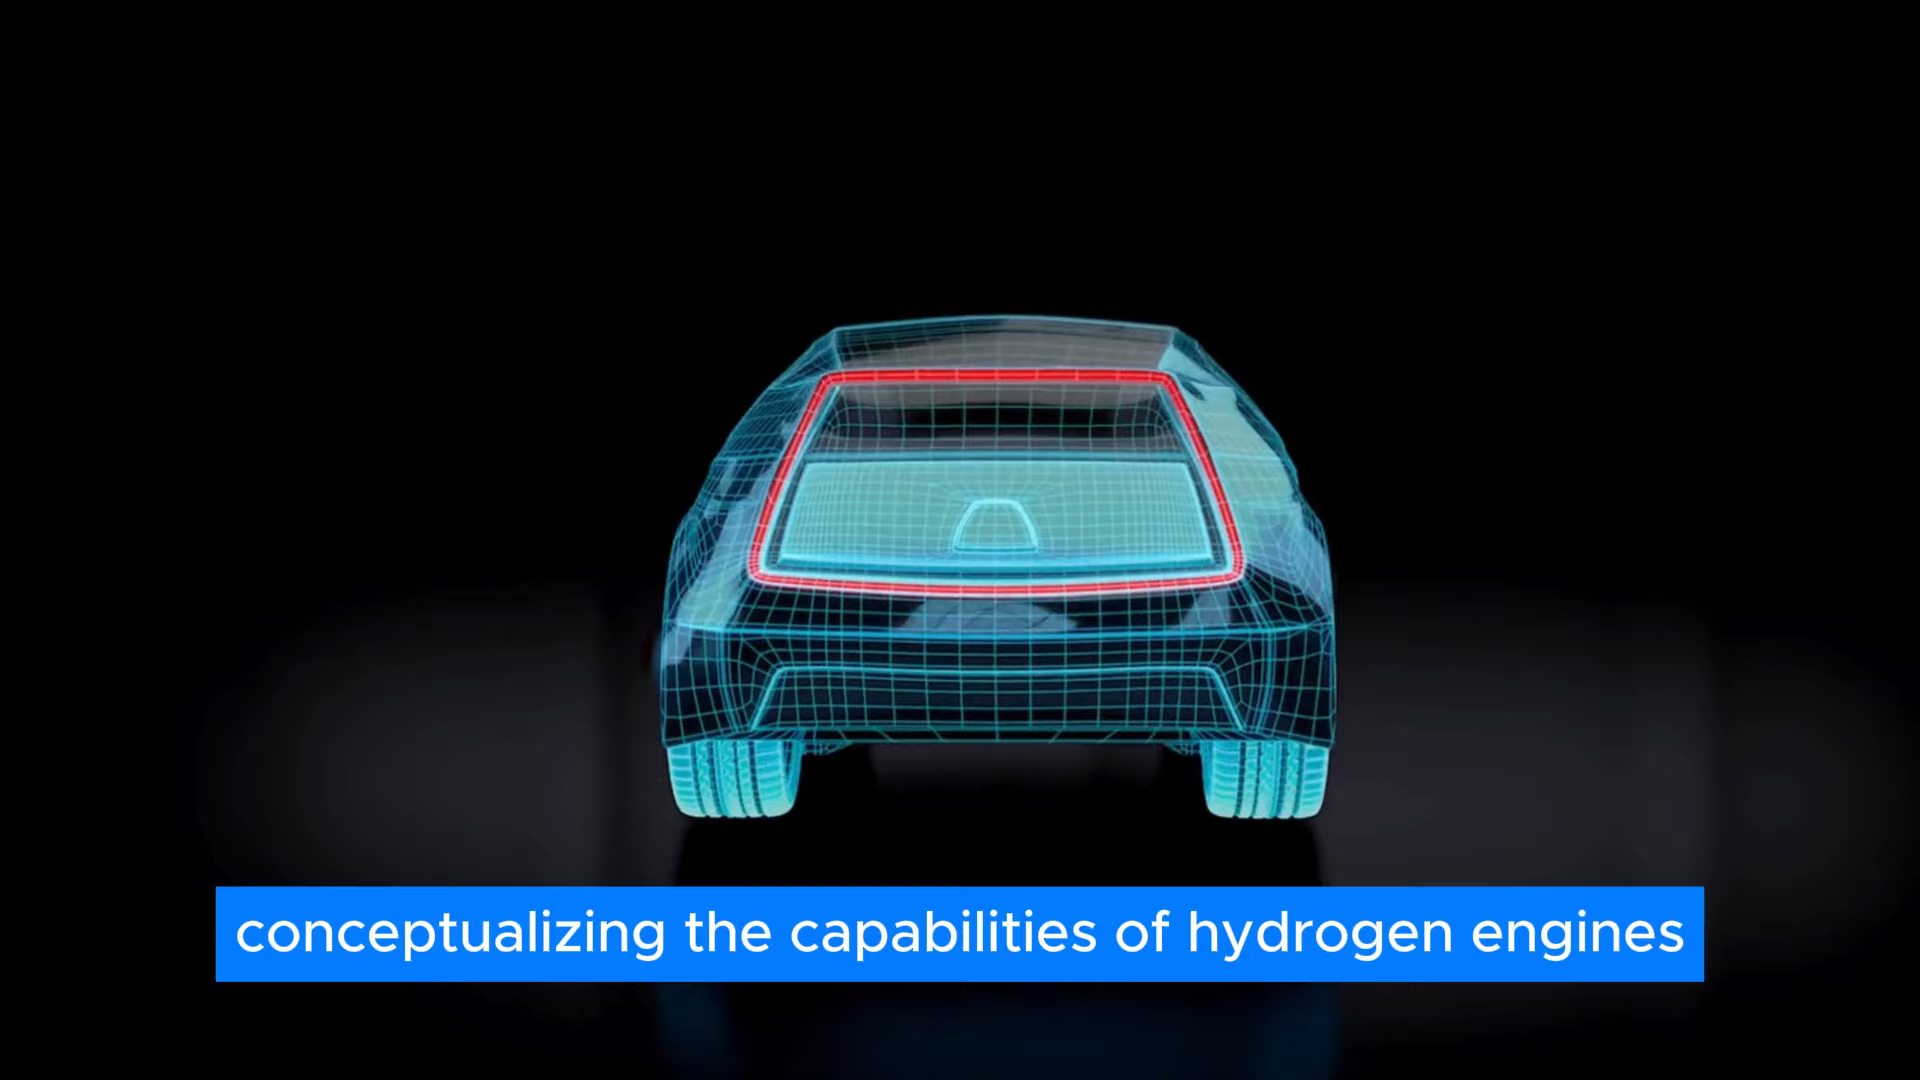 conceptualizing the capabilities of hydrogen engines